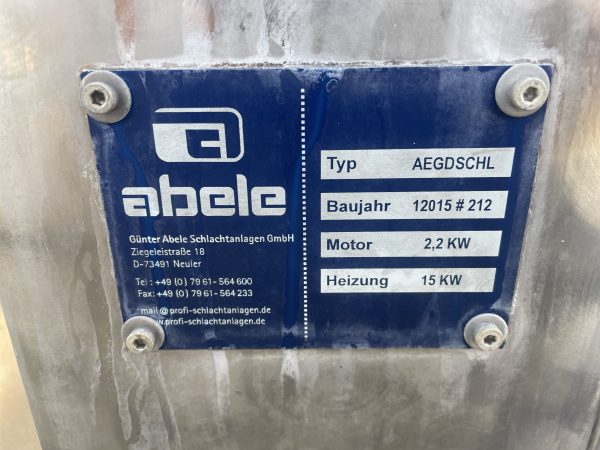 abele
Günter Abele Schlachtanlagen GmbH
Ziegeleistraße 18
D-73491 Neuler
Tel : +49 (0) 79 61- 564 600
Fax: +49 (0) 79 61- 564 233
mail @ profi-schlachtanlagen.de
www.profi-schlachtanlagen.de
Typ AEGDSCHL
Baujahr 12015 # 212
Motor 2,2 KW
Heizung 15 KW